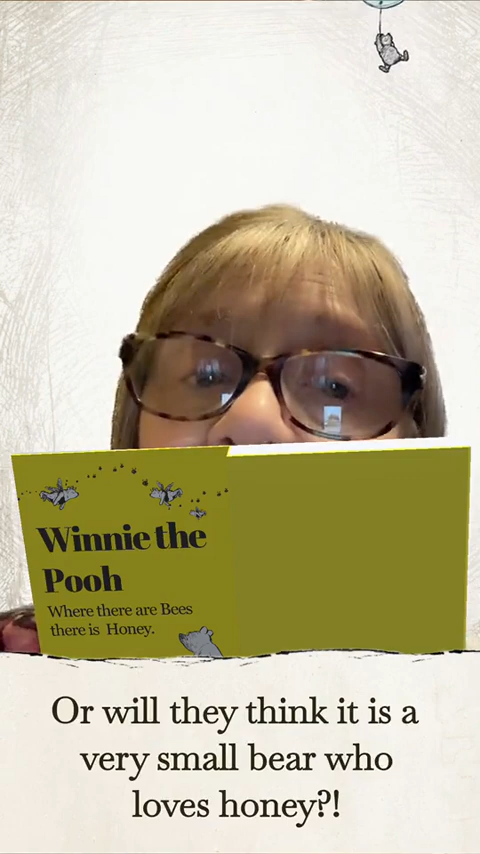 Winnie the
Pooh
Where there are Bees
there is Honey.
Or will they think it is a
very small bear who
loves honey?!